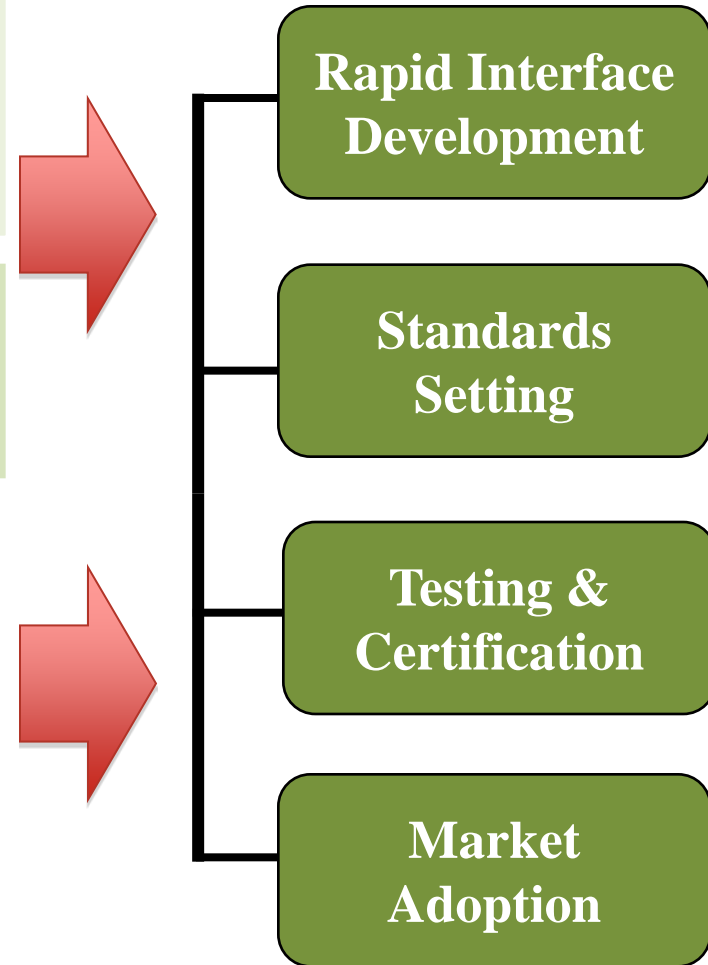 Rapid Interface
Development
Standards
Setting
Testing &
Certification
Market
Adoption